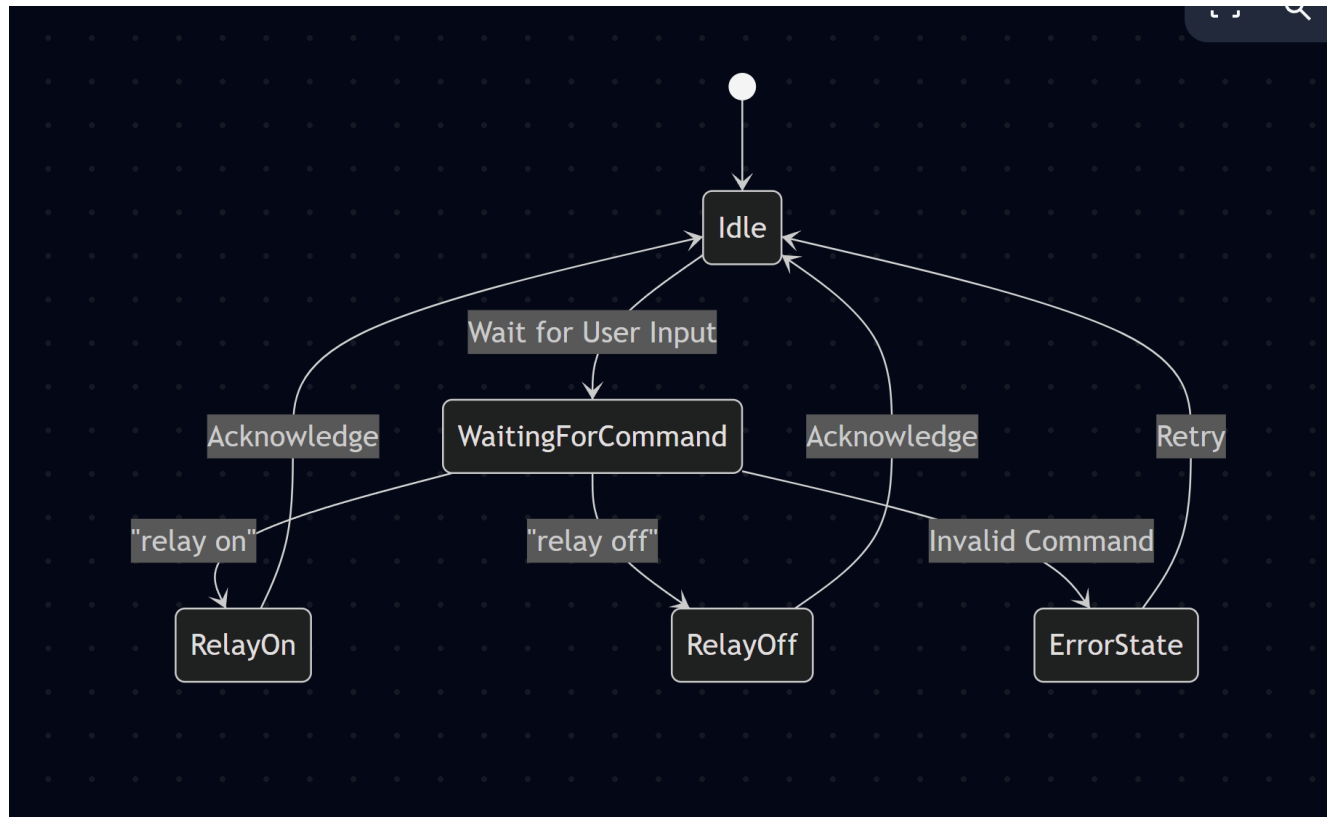 Idle
Wait for User Input
Acknowledge
WaitingForCommand
Acknowledge
Retry
"relay on"
"relay off"
Invalid Command
RelayOn
RelayOff
ErrorState